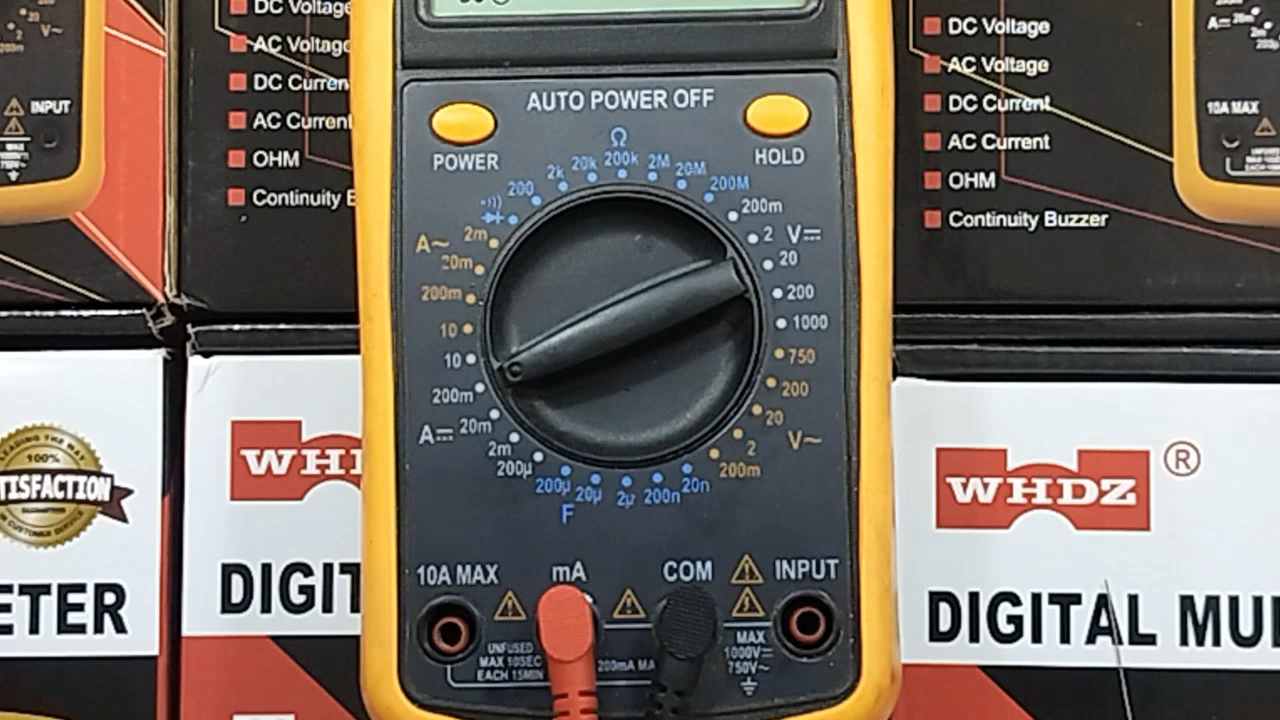 DC Voltage
AC Voltage
DC Curren
AC Current
OHM
Continuity B
DC Voltage
AC Voltage
DC Current
AC Current
OHM
Continuity Buzzer
V~
INPUT
10A MAX
AUTO POWER OFF
POWER
HOLD
Ω
200
2k
20k
200k
2M
20M
200M
200m
2
V⎓
20
200
1000
750
200
20
2
V~
200m
20n
200n
2µ
20µ
200µ
F
200µ
2m
20m
A⎓
200m
10
10
200m
20m
A~
2m
10A MAX
mA
COM
INPUT
UNFUSED
MAX 10SEC
EACH 15MIN
200mA MA
MAX
1000V⎓
750V~
100%
TISFACTION
ETER
WH
DIGIT
WHDZ®
DIGITAL MU